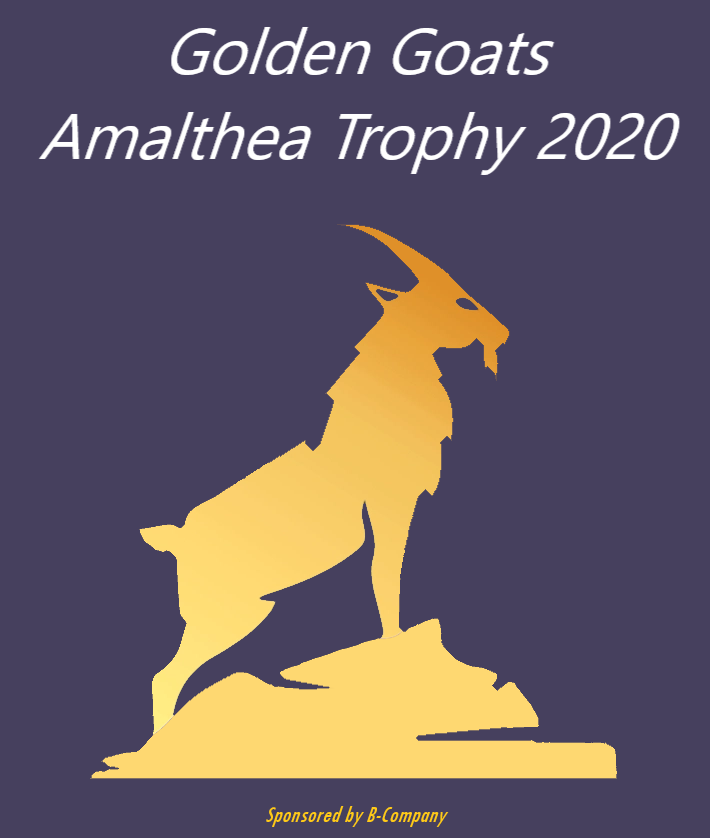 Golden Goats
Amalthea Trophy 2020
Sponsored by B-Company